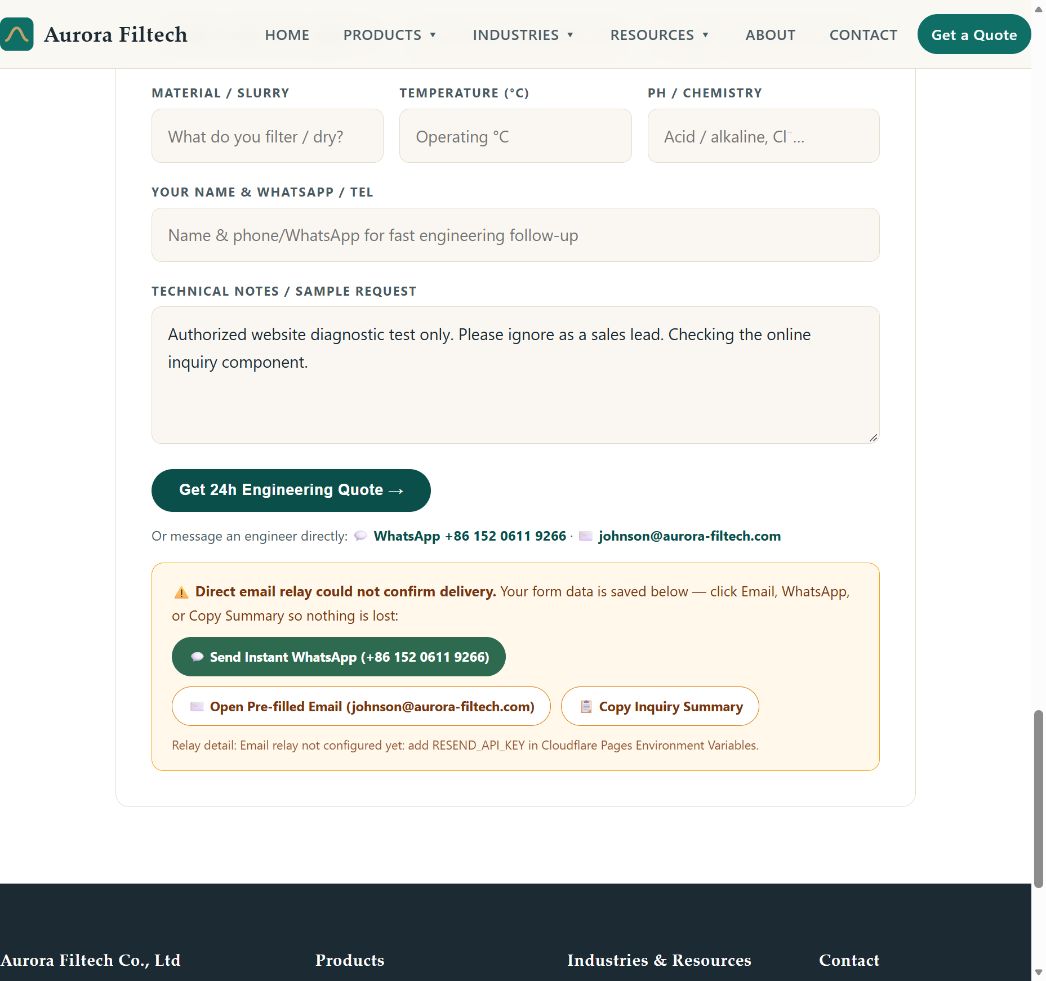 Aurora Filtech
HOME PRODUCTS ▼ INDUSTRIES ▼ RESOURCES ▼ ABOUT CONTACT Get a Quote
MATERIAL / SLURRY TEMPERATURE (°C) PH / CHEMISTRY
What do you filter / dry? Operating °C Acid / alkaline, Cl⁻…
YOUR NAME & WHATSAPP / TEL
Name & phone/WhatsApp for fast engineering follow-up
TECHNICAL NOTES / SAMPLE REQUEST
Authorized website diagnostic test only. Please ignore as a sales lead. Checking the online
inquiry component.
Get 24h Engineering Quote →
Or message an engineer directly: 💬 WhatsApp +86 152 0611 9266 · ✉️ johnson@aurora-filtech.com
⚠️ Direct email relay could not confirm delivery. Your form data is saved below — click Email, WhatsApp,
or Copy Summary so nothing is lost:
💬 Send Instant WhatsApp (+86 152 0611 9266)
✉️ Open Pre-filled Email (johnson@aurora-filtech.com) 📋 Copy Inquiry Summary
Relay detail: Email relay not configured yet: add RESEND_API_KEY in Cloudflare Pages Environment Variables.
Aurora Filtech Co., Ltd Products Industries & Resources Contact